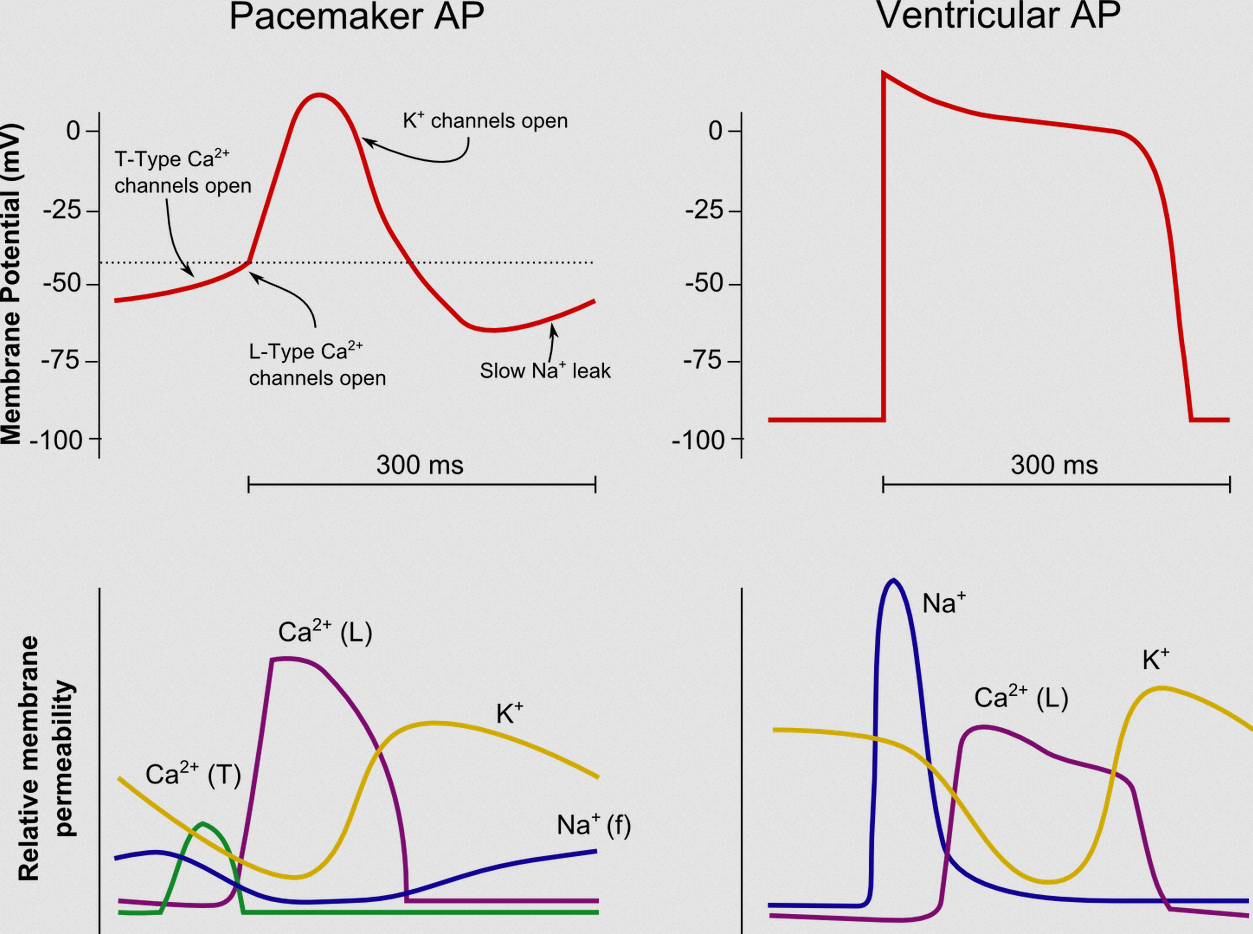 Pacemaker AP
Ventricular AP
Membrane Potential (mV)
0
-25
-50
-75
-100
T-Type Ca²⁺
channels open
K⁺ channels open
L-Type Ca²⁺
channels open
Slow Na⁺ leak
300 ms
0
-25
-50
-75
-100
300 ms
Relative membrane
permeability
Ca²⁺ (T)
Ca²⁺ (L)
K⁺
Na⁺ (f)
Na⁺
Ca²⁺ (L)
K⁺